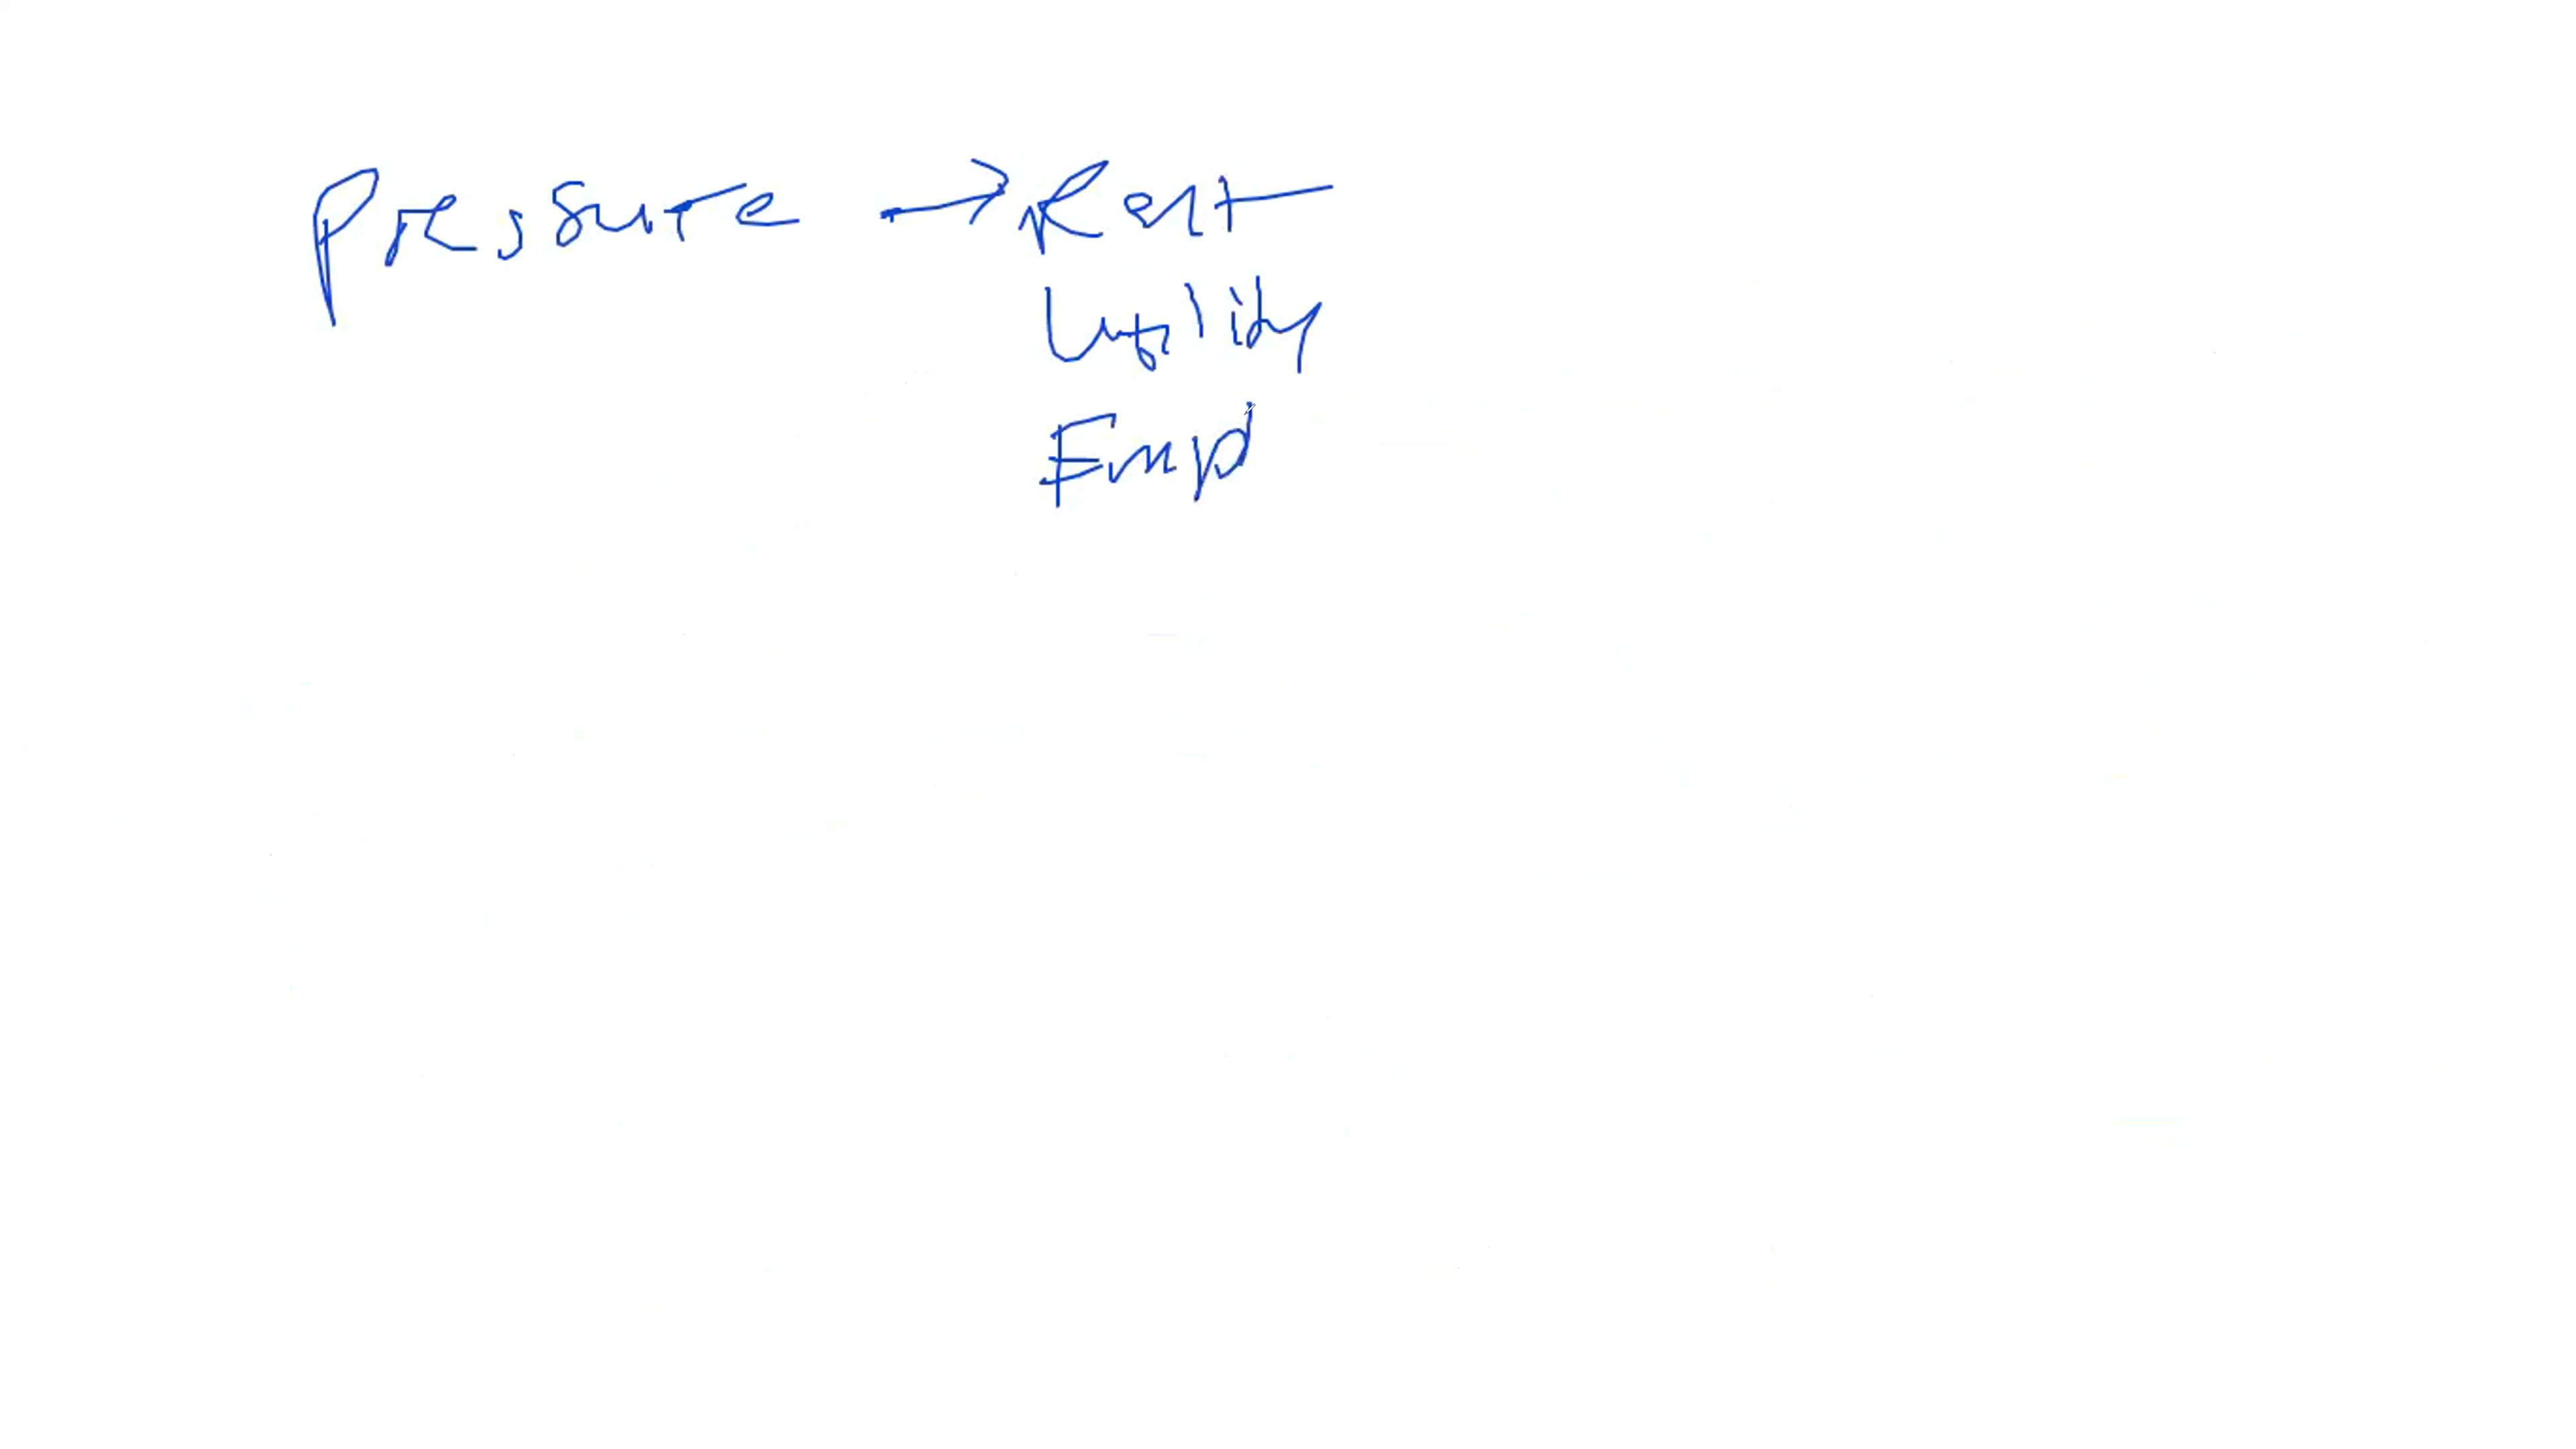 Pressure → Rent
Utility
Emp